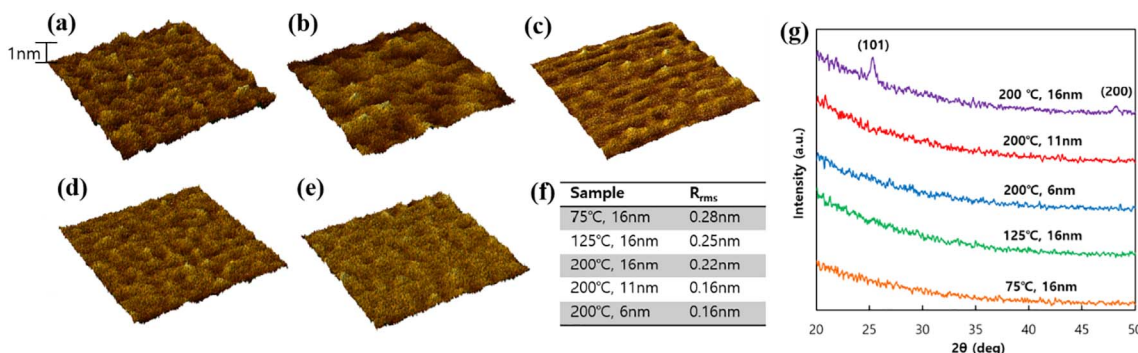 (a)
(b)
(c)
(g)
1nm
(d)
(e)
(f)
Sample Rrms
75℃, 16nm 0.28nm
125℃, 16nm 0.25nm
200℃, 16nm 0.22nm
200℃, 11nm 0.16nm
200℃, 6nm 0.16nm
(101)
(200)
200 ℃, 16nm
200℃, 11nm
200℃, 6nm
125℃, 16nm
75℃, 16nm
Intensity (a.u.)
20 25 30 35 40 45 50
2θ (deg)